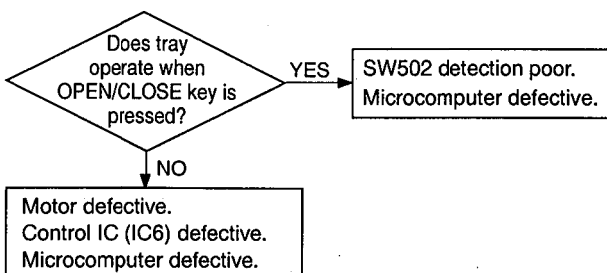 Does tray
operate when
OPEN/CLOSE key is
pressed?
YES
SW502 detection poor.
Microcomputer defective.
NO
Motor defective.
Control IC (IC6) defective.
Microcomputer defective.